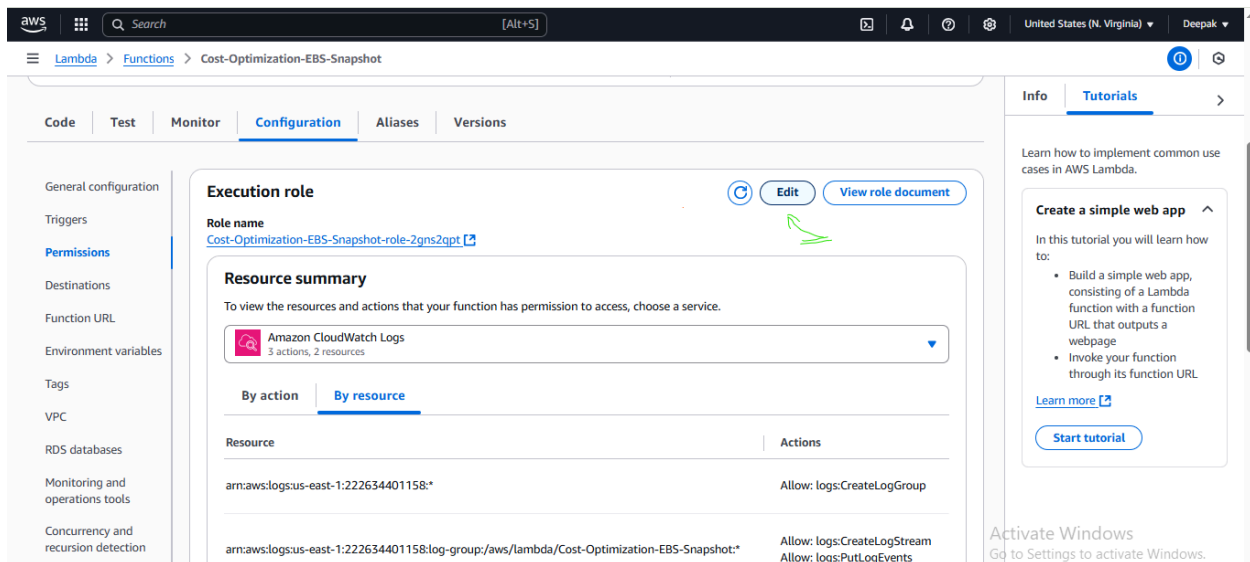 aws
Search [Alt+S]
United States (N. Virginia) ▼ Deepak ▼
Lambda > Functions > Cost-Optimization-EBS-Snapshot
Info Tutorials
Code Test Monitor Configuration Aliases Versions
General configuration
Triggers
Permissions
Destinations
Function URL
Environment variables
Tags
VPC
RDS databases
Monitoring and
operations tools
Concurrency and
recursion detection
Execution role
Edit View role document
Role name
Cost-Optimization-EBS-Snapshot-role-2gns2qpt
Resource summary
To view the resources and actions that your function has permission to access, choose a service.
Amazon CloudWatch Logs
3 actions, 2 resources
By action By resource
Resource Actions
arn:aws:logs:us-east-1:222634401158:* Allow: logs:CreateLogGroup
arn:aws:logs:us-east-1:222634401158:log-group:/aws/lambda/Cost-Optimization-EBS-Snapshot:* Allow: logs:CreateLogStream
Allow: logs:PutLogEvents
Learn how to implement common use
cases in AWS Lambda.
Create a simple web app
In this tutorial you will learn how
to:
• Build a simple web app,
consisting of a Lambda
function with a function
URL that outputs a
webpage
• Invoke your function
through its function URL
Learn more
Start tutorial
Activate Windows
Go to Settings to activate Windows.